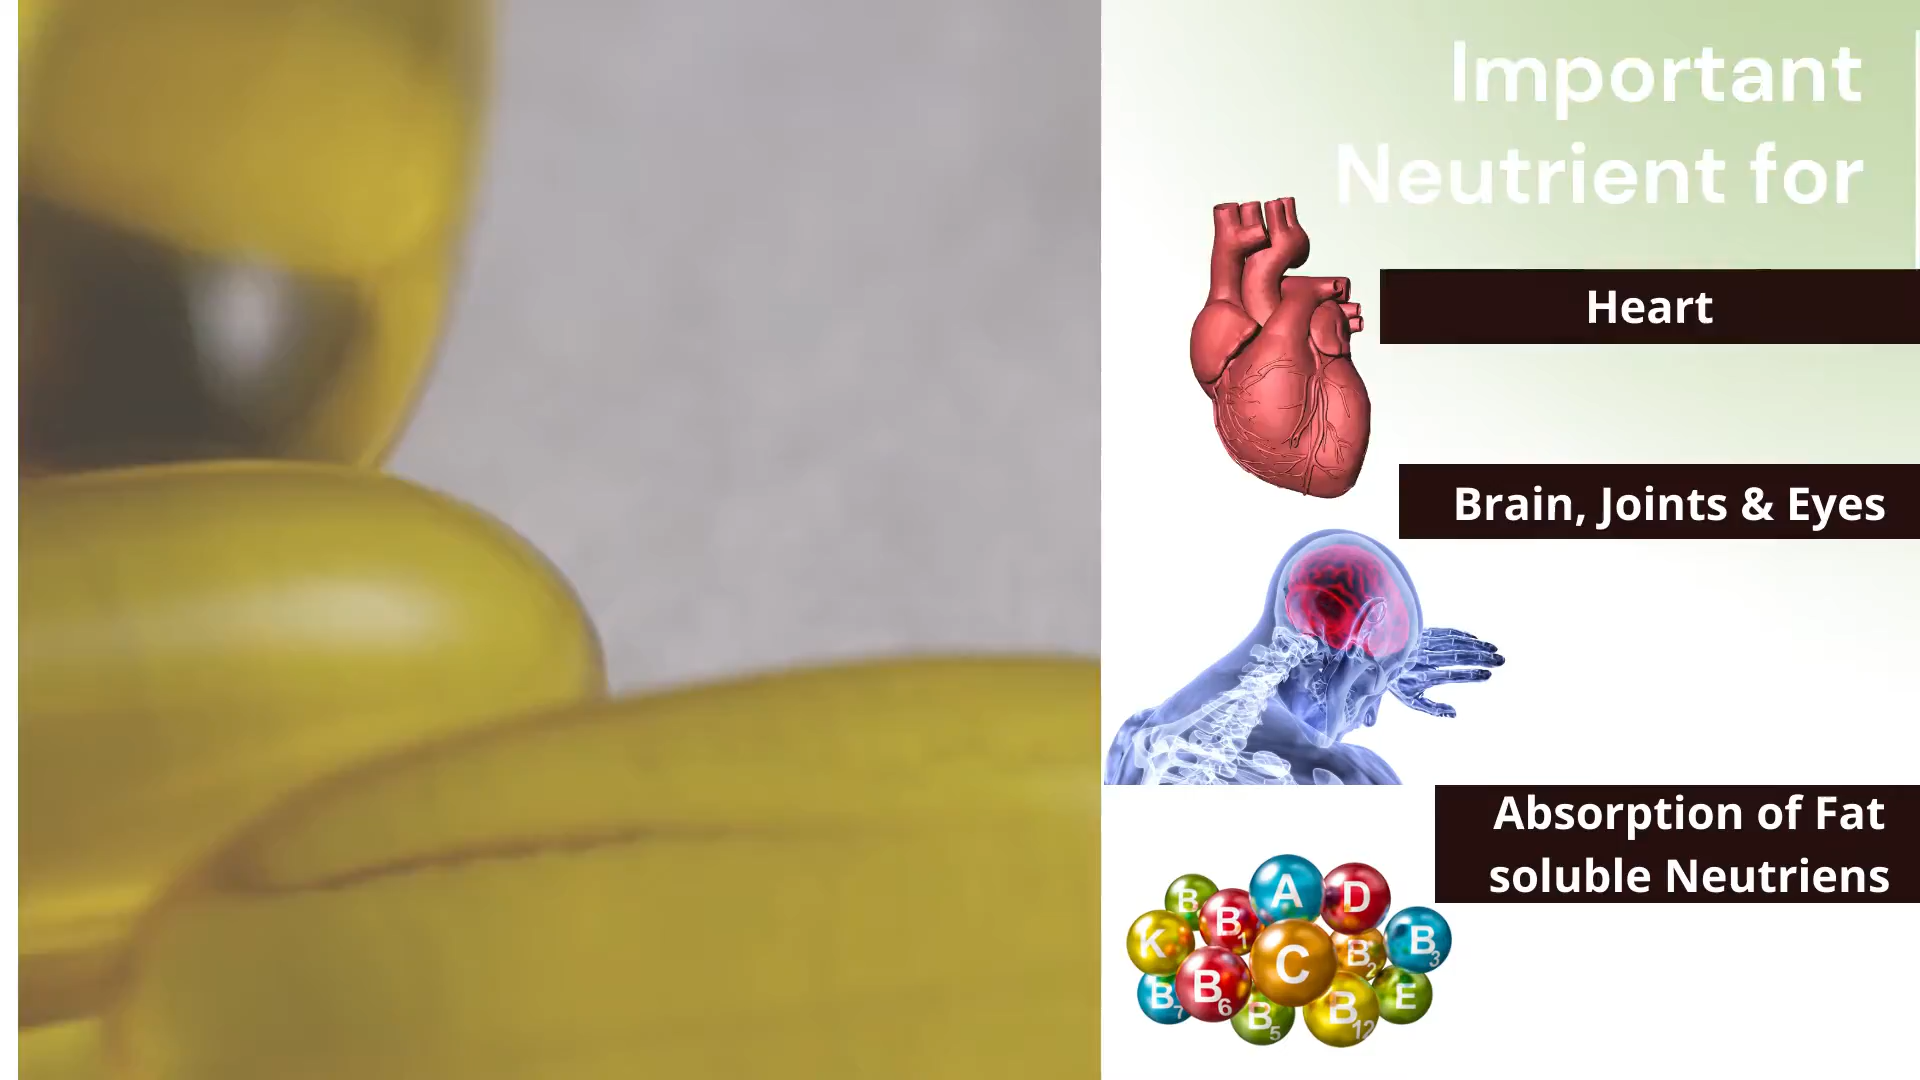 Important
Neutrient for
Heart
Brain, Joints & Eyes
Absorption of Fat
soluble Neutriens
A
D
B
B1
K
C
B2
B3
B6
B7
B5
B12
E